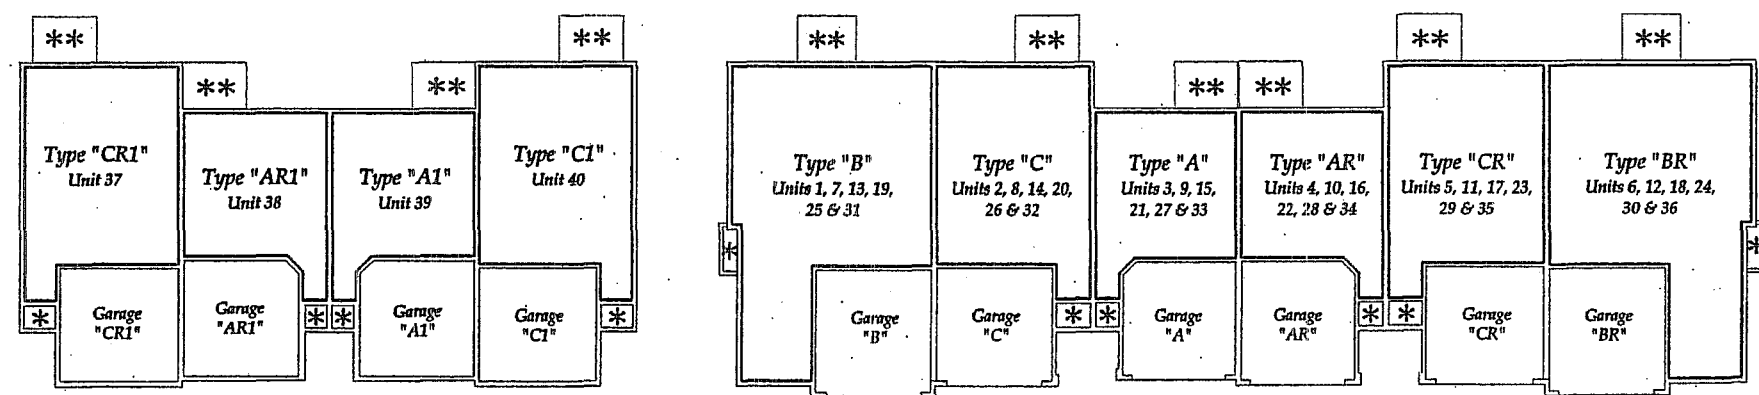 **
**
**
**
Type "CR1"
Unit 37
Type "AR1"
Unit 38
Type "A1"
Unit 39
Type "C1"
Unit 40
*
Garage
"CR1"
Garage
"AR1"
*
*
Garage
"A1"
Garage
"C1"
*
**
**
**
**
**
**
Type "B"
Units 1, 7, 13, 19,
25 & 31
Type "C"
Units 2, 8, 14, 20,
26 & 32
Type "A"
Units 3, 9, 15,
21, 27 & 33
Type "AR"
Units 4, 10, 16,
22, 28 & 34
Type "CR"
Units 5, 11, 17, 23,
29 & 35
Type "BR"
Units 6, 12, 18, 24,
30 & 36
*
*
Garage
"B"
Garage
"C"
*
*
Garage
"A"
Garage
"AR"
*
*
Garage
"CR"
Garage
"BR"